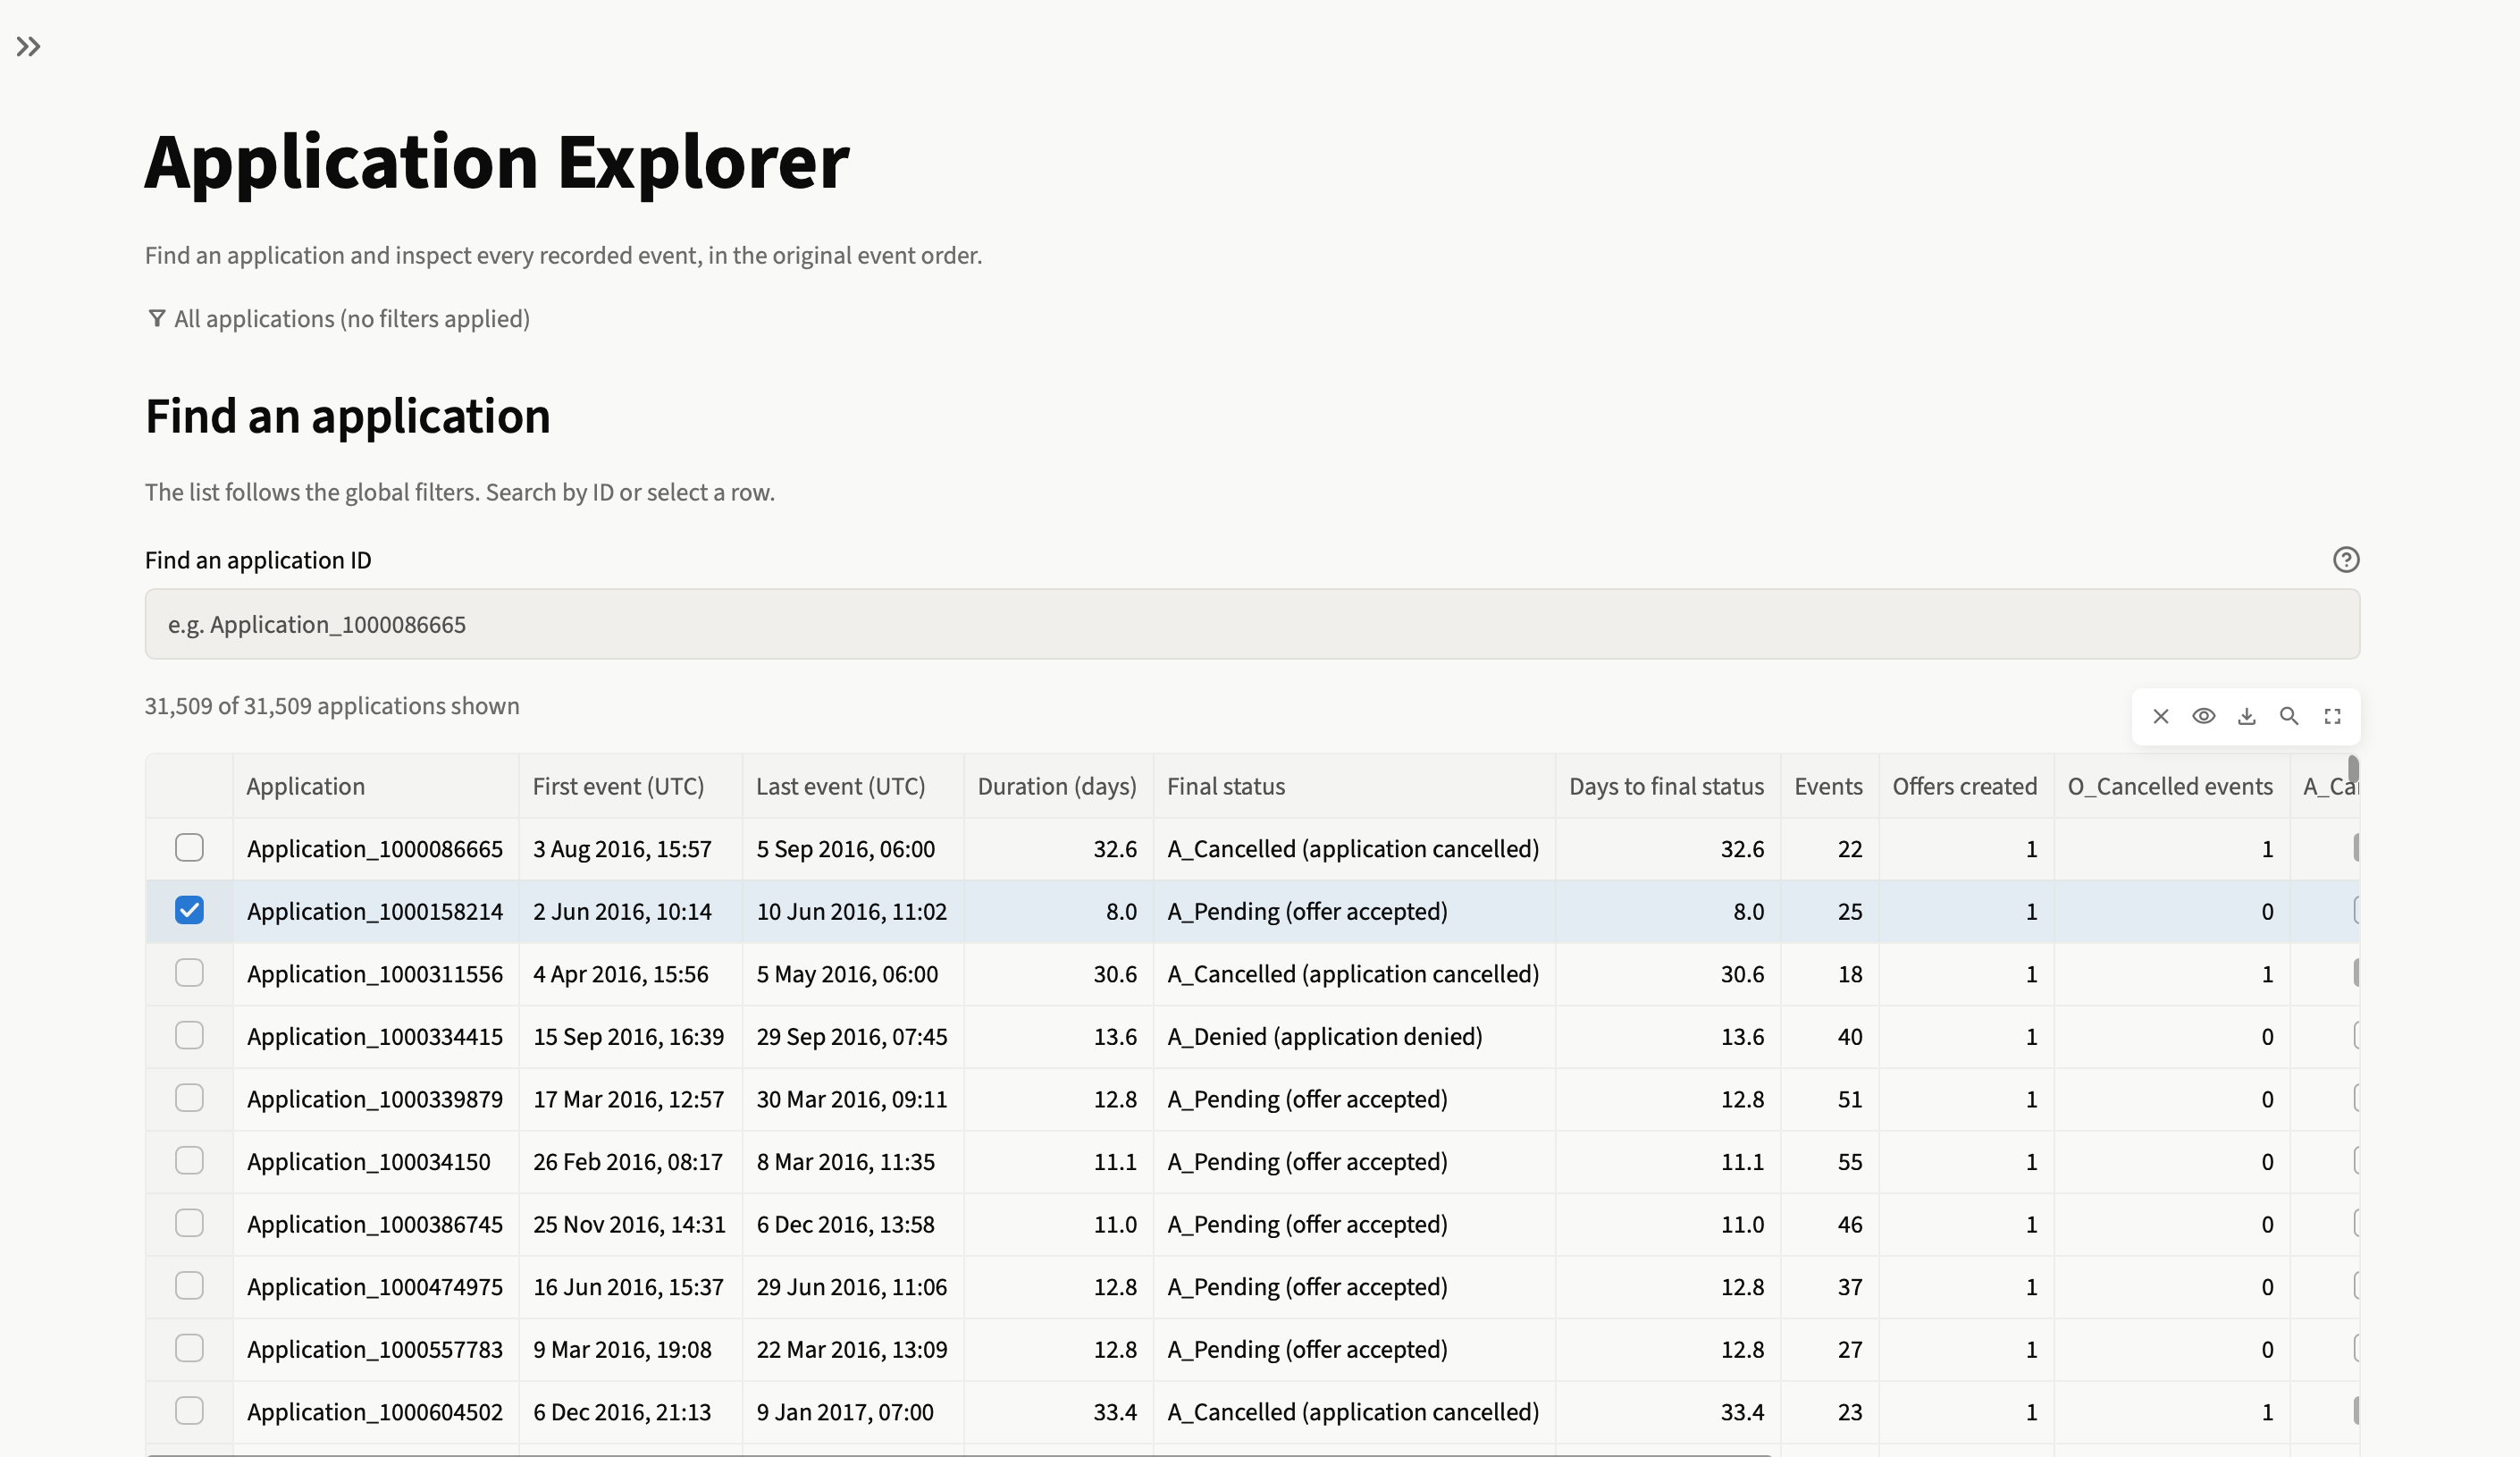 Application Explorer
Find an application and inspect every recorded event, in the original event order.
All applications (no filters applied)
Find an application
The list follows the global filters. Search by ID or select a row.
Find an application ID
e.g. Application_1000086665
31,509 of 31,509 applications shown
Application First event (UTC) Last event (UTC) Duration (days) Final status Days to final status Events Offers created O_Cancelled events A_Ca
Application_1000086665 3 Aug 2016, 15:57 5 Sep 2016, 06:00 32.6 A_Cancelled (application cancelled) 32.6 22 1 1
Application_1000158214 2 Jun 2016, 10:14 10 Jun 2016, 11:02 8.0 A_Pending (offer accepted) 8.0 25 1 0
Application_1000311556 4 Apr 2016, 15:56 5 May 2016, 06:00 30.6 A_Cancelled (application cancelled) 30.6 18 1 1
Application_1000334415 15 Sep 2016, 16:39 29 Sep 2016, 07:45 13.6 A_Denied (application denied) 13.6 40 1 0
Application_1000339879 17 Mar 2016, 12:57 30 Mar 2016, 09:11 12.8 A_Pending (offer accepted) 12.8 51 1 0
Application_100034150 26 Feb 2016, 08:17 8 Mar 2016, 11:35 11.1 A_Pending (offer accepted) 11.1 55 1 0
Application_1000386745 25 Nov 2016, 14:31 6 Dec 2016, 13:58 11.0 A_Pending (offer accepted) 11.0 46 1 0
Application_1000474975 16 Jun 2016, 15:37 29 Jun 2016, 11:06 12.8 A_Pending (offer accepted) 12.8 37 1 0
Application_1000557783 9 Mar 2016, 19:08 22 Mar 2016, 13:09 12.8 A_Pending (offer accepted) 12.8 27 1 0
Application_1000604502 6 Dec 2016, 21:13 9 Jan 2017, 07:00 33.4 A_Cancelled (application cancelled) 33.4 23 1 1